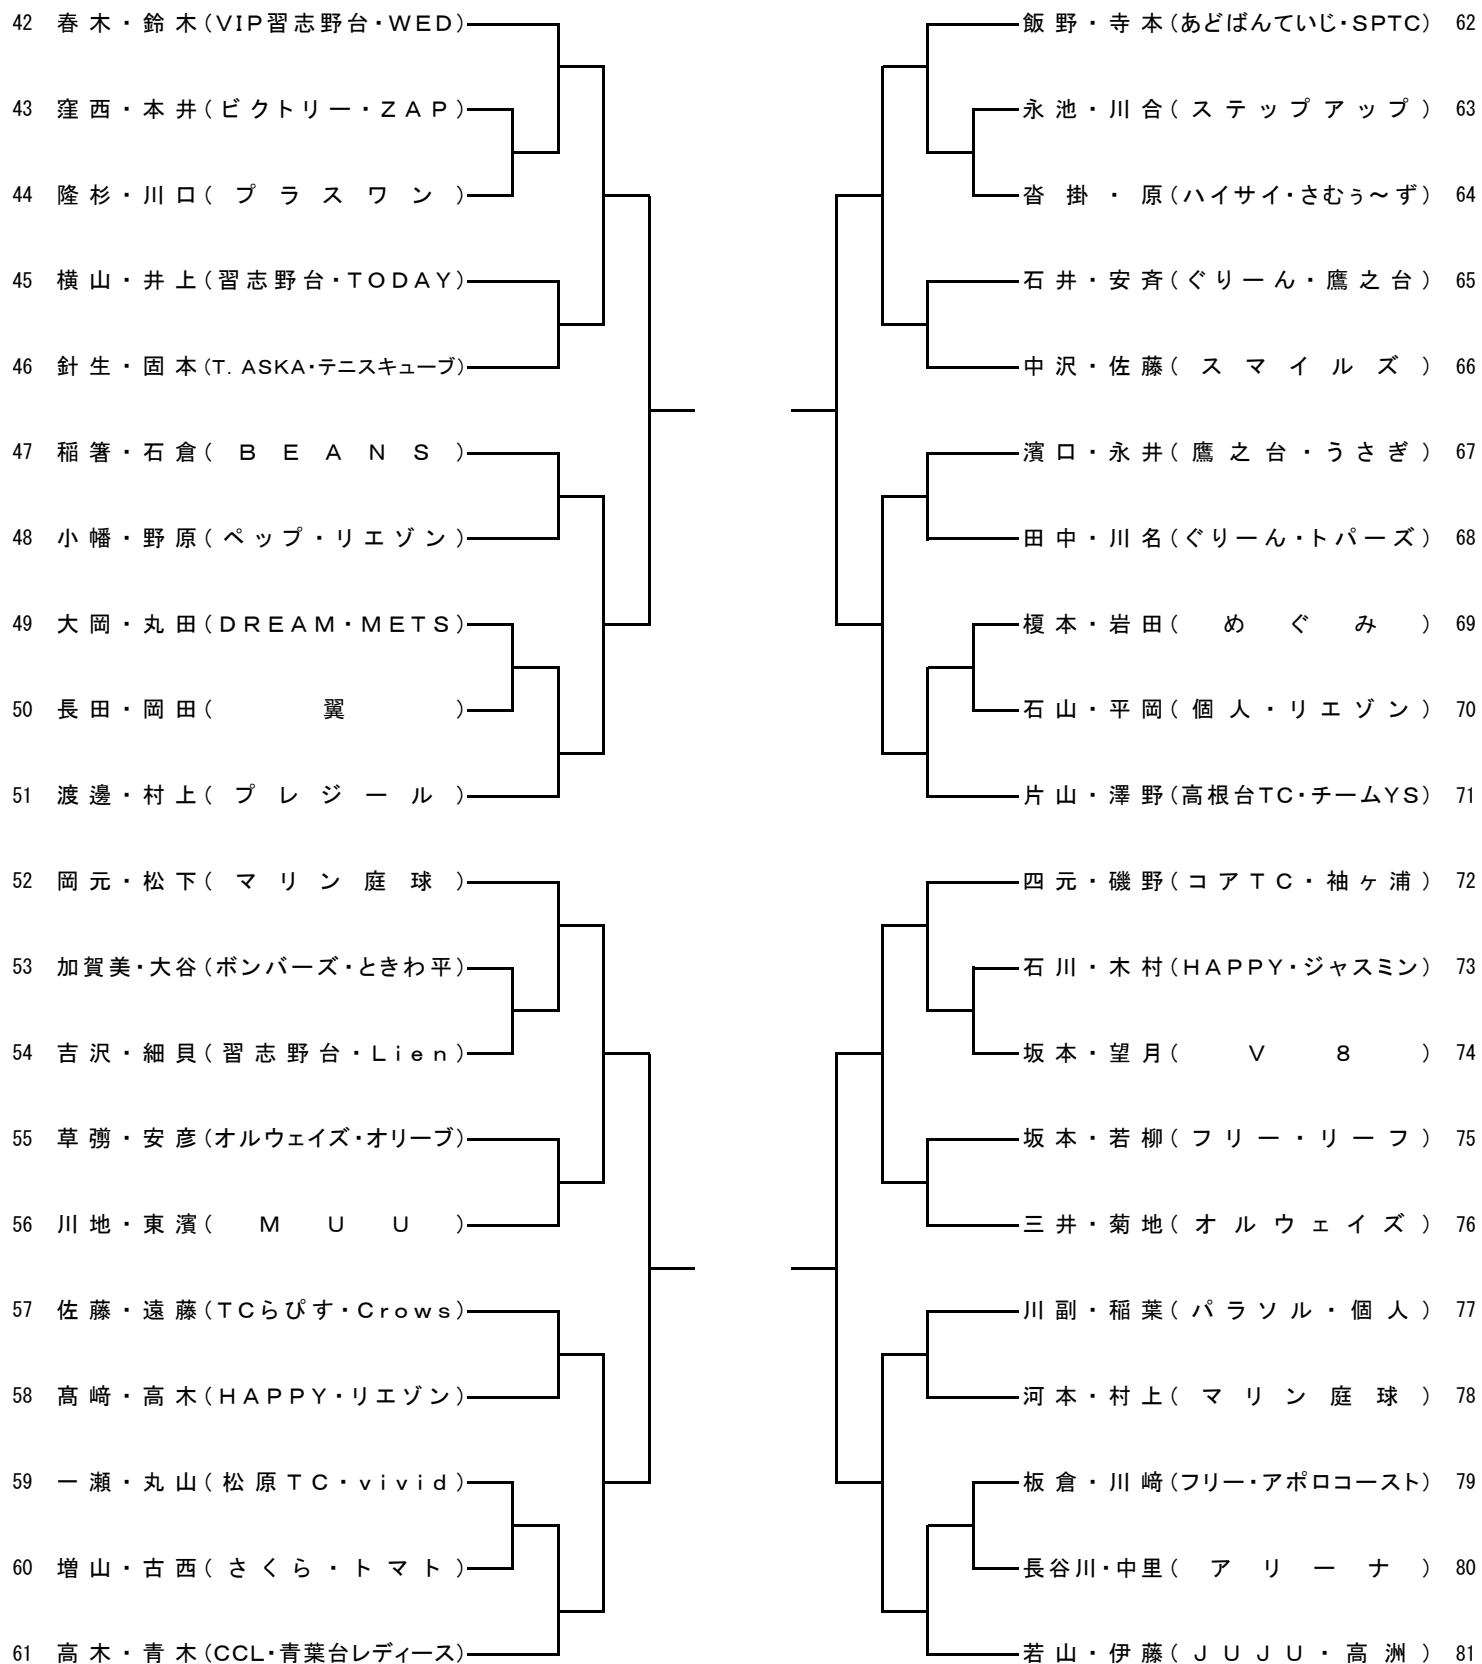 42 春木・鈴木(VIP習志野台・WED)
43 窪西・本井(ビクトリー・ZAP)
44 隆杉・川口(プラスワン)
45 横山・井上(習志野台・TODAY)
46 針生・固本(T. ASKA・テニスキューブ)
47 稲箸・石倉(BEANS)
48 小幡・野原(ペップ・リエゾン)
49 大岡・丸田(DREAM・METS)
50 長田・岡田(翼)
51 渡邊・村上(プレジール)
52 岡元・松下(マリン庭球)
53 加賀美・大谷(ボンバーズ・ときわ平)
54 吉沢・細貝(習志野台・Lien)
55 草彅・安彦(オルウェイズ・オリーブ)
56 川地・東濱(MUU)
57 佐藤・遠藤(TCらぴす・Crows)
58 髙﨑・高木(HAPPY・リエゾン)
59 一瀬・丸山(松原TC・vivid)
60 増山・古西(さくら・トマト)
61 高木・青木(CCL・青葉台レディース)
飯野・寺本(あどばんていじ・SPTC) 62
永池・川合(ステップアップ) 63
沓掛・原(ハイサイ・さむぅ～ず) 64
石井・安斉(ぐりーん・鷹之台) 65
中沢・佐藤(スマイルズ) 66
濱口・永井(鷹之台・うさぎ) 67
田中・川名(ぐりーん・トパーズ) 68
榎本・岩田(めぐみ) 69
石山・平岡(個人・リエゾン) 70
片山・澤野(高根台TC・チームYS) 71
四元・磯野(コアTC・袖ヶ浦) 72
石川・木村(HAPPY・ジャスミン) 73
坂本・望月(V8) 74
坂本・若柳(フリー・リーフ) 75
三井・菊地(オルウェイズ) 76
川副・稲葉(パラソル・個人) 77
河本・村上(マリン庭球) 78
板倉・川﨑(フリー・アポロコースト) 79
長谷川・中里(アリーナ) 80
若山・伊藤(JUJU・高洲) 81